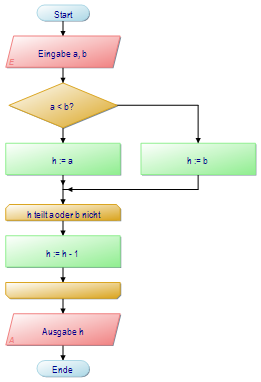 Start
Eingabe a, b
E
a < b?
h := a
h := b
h teilt a oder b nicht
h := h - 1
Ausgabe h
A
Ende